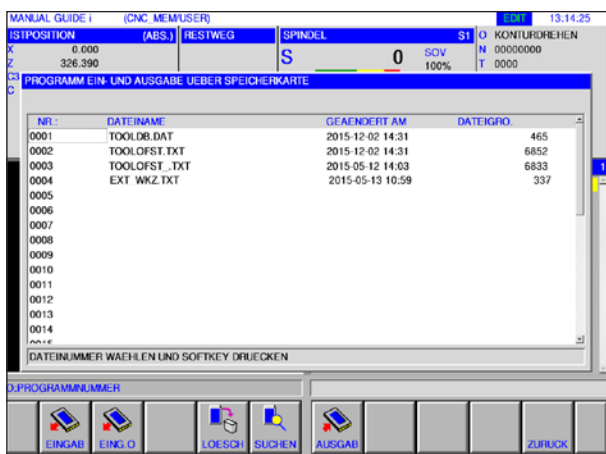 MANUAL GUIDE i (CNC_MEM/USER) EDIT 13:14:25
ISTPOSITION (ABS.) RESTWEG SPINDEL S1 O KONTURDREHEN
X 0.000 S 0 SOV 100% N 00000000
Z 326.390 T 0000
C3 PROGRAMM EIN- UND AUSGABE UEBER SPEICHERKARTE
C
NR.: DATEINAME GEAENDERT AM DATEIGRO.
0001 TOOLDB.DAT 2015-12-02 14:31 465
0002 TOOLOFST.TXT 2015-12-02 14:31 6852
0003 TOOLOFST_.TXT 2015-05-12 14:03 6833
0004 EXT_WKZ.TXT 2015-05-13 10:59 337
0005
0006
0007
0008
0009
0010
0011
0012
0013
0014
DATEINUMMER WAEHLEN UND SOFTKEY DRUECKEN
O:PROGRAMMNUMMER
EINGAB EING.O LOESCH SUCHEN AUSGAB ZURUCK